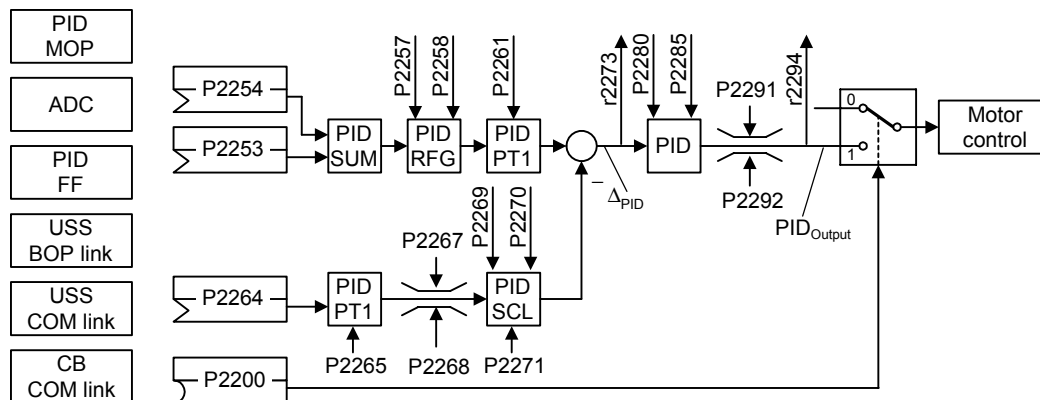 PID
MOP
ADC
PID
FF
USS
BOP link
USS
COM link
CB
COM link
P2254
P2253
P2264
P2200
PID
SUM
P2257
P2258
PID
RFG
P2261
PID
PT1
r2273
− ΔPID
P2280
P2285
PID
P2291
P2292
r2294
PIDOutput
0
1
Motor
control
PID
PT1
P2265
P2267
P2268
P2269
P2270
PID
SCL
P2271